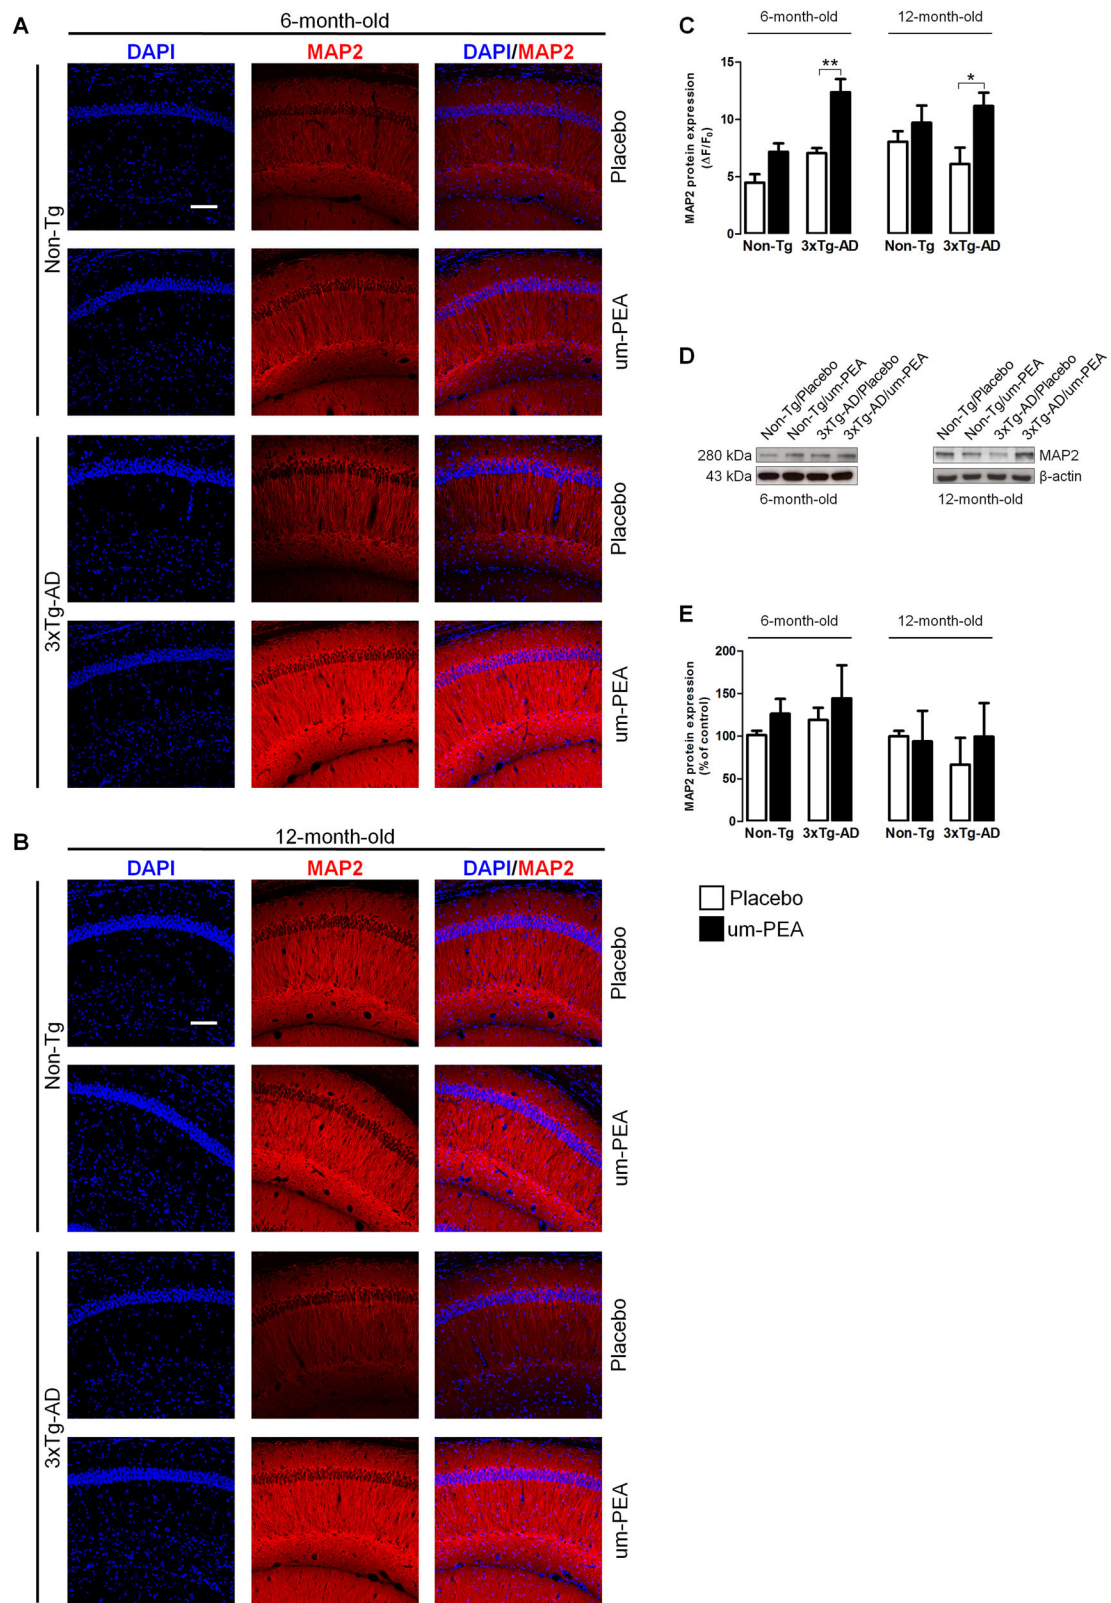 A
6-month-old
DAPI MAP2 DAPI/MAP2
Non-Tg
Placebo
um-PEA
3xTg-AD
Placebo
um-PEA
B
12-month-old
DAPI MAP2 DAPI/MAP2
Non-Tg
Placebo
um-PEA
3xTg-AD
Placebo
um-PEA
C
6-month-old 12-month-old
MAP2 protein expression
(ΔF/F₀)
15
10
5
0
**
*
Non-Tg 3xTg-AD Non-Tg 3xTg-AD
D
Non-Tg/Placebo
Non-Tg/um-PEA
3xTg-AD/Placebo
3xTg-AD/um-PEA
Non-Tg/Placebo
Non-Tg/um-PEA
3xTg-AD/Placebo
3xTg-AD/um-PEA
280 kDa MAP2
43 kDa β-actin
6-month-old 12-month-old
E
6-month-old 12-month-old
MAP2 protein expression
(% of control)
200
150
100
50
0
Non-Tg 3xTg-AD Non-Tg 3xTg-AD
Placebo
um-PEA